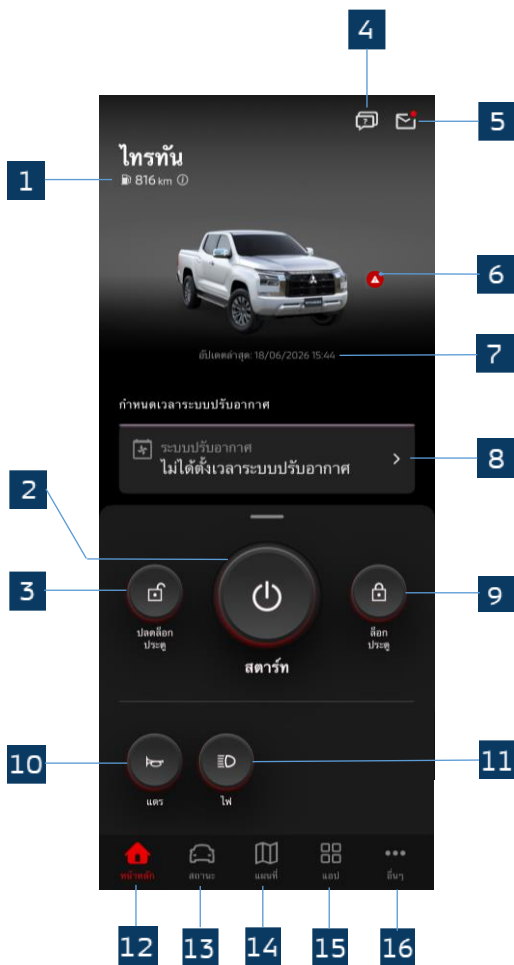 4
5
ไทรทัน
1
816 km
6
อัปเดตล่าสุด: 18/06/2026 15:44
7
กำหนดเวลาระบบปรับอากาศ
ระบบปรับอากาศ
ไม่ได้ตั้งเวลาระบบปรับอากาศ
8
2
3
9
ปลดล็อก
ประตู
สตาร์ท
ล็อก
ประตู
10
11
แตร
ไฟ
หน้าหลัก
สถานะ
แผนที่
แอป
อื่นๆ
12
13
14
15
16